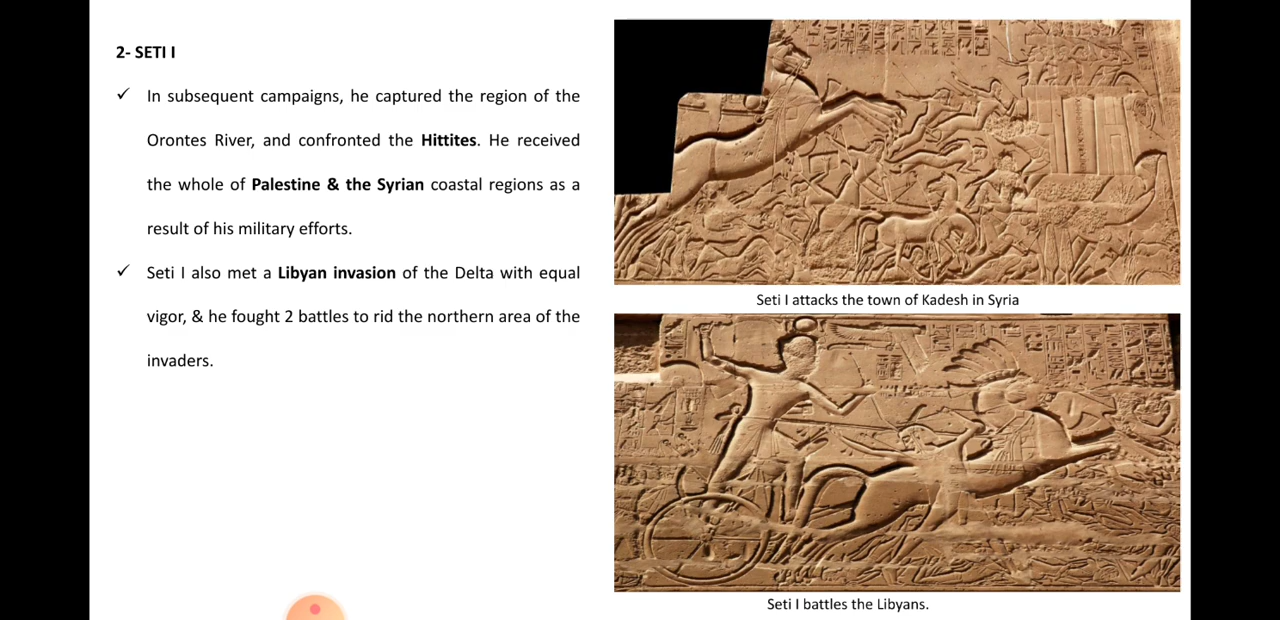 2- SETI I
✓ In subsequent campaigns, he captured the region of the
Orontes River, and confronted the Hittites. He received
the whole of Palestine & the Syrian coastal regions as a
result of his military efforts.
✓ Seti I also met a Libyan invasion of the Delta with equal
vigor, & he fought 2 battles to rid the northern area of the
invaders.
Seti I attacks the town of Kadesh in Syria
Seti I battles the Libyans.